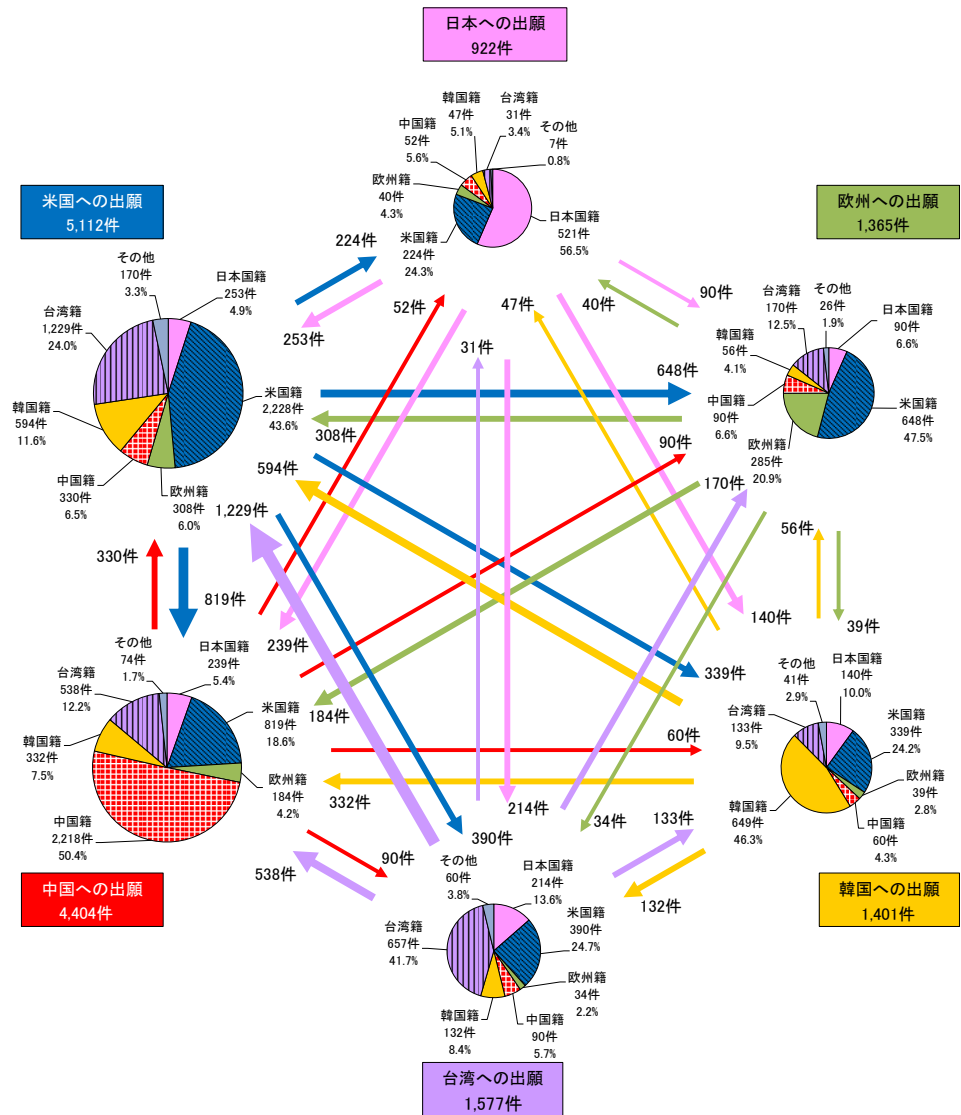 日本への出願
922件
韓国籍
47件
5.1%
台湾籍
31件
3.4%
その他
7件
0.8%
中国籍
52件
5.6%
欧州籍
40件
4.3%
米国籍
224件
24.3%
日本国籍
521件
56.5%
米国への出願
5,112件
欧州への出願
1,365件
その他
170件
3.3%
日本国籍
253件
4.9%
台湾籍
1,229件
24.0%
米国籍
2,228件
43.6%
韓国籍
594件
11.6%
中国籍
330件
6.5%
欧州籍
308件
6.0%
台湾籍
170件
12.5%
その他
26件
1.9%
日本国籍
90件
6.6%
韓国籍
56件
4.1%
中国籍
90件
6.6%
米国籍
648件
47.5%
欧州籍
285件
20.9%
224件
253件
52件
47件
40件
90件
31件
648件
308件
90件
594件
170件
1,229件
56件
330件
819件
239件
140件
39件
339件
184件
60件
332件
214件
34件
133件
390件
90件
538件
132件
その他
74件
1.7%
日本国籍
239件
5.4%
台湾籍
538件
12.2%
米国籍
819件
18.6%
韓国籍
332件
7.5%
欧州籍
184件
4.2%
中国籍
2,218件
50.4%
その他
41件
2.9%
日本国籍
140件
10.0%
台湾籍
133件
9.5%
米国籍
339件
24.2%
欧州籍
39件
2.8%
韓国籍
649件
46.3%
中国籍
60件
4.3%
中国への出願
4,404件
韓国への出願
1,401件
その他
60件
3.8%
日本国籍
214件
13.6%
台湾籍
657件
41.7%
米国籍
390件
24.7%
欧州籍
34件
2.2%
韓国籍
132件
8.4%
中国籍
90件
5.7%
台湾への出願
1,577件